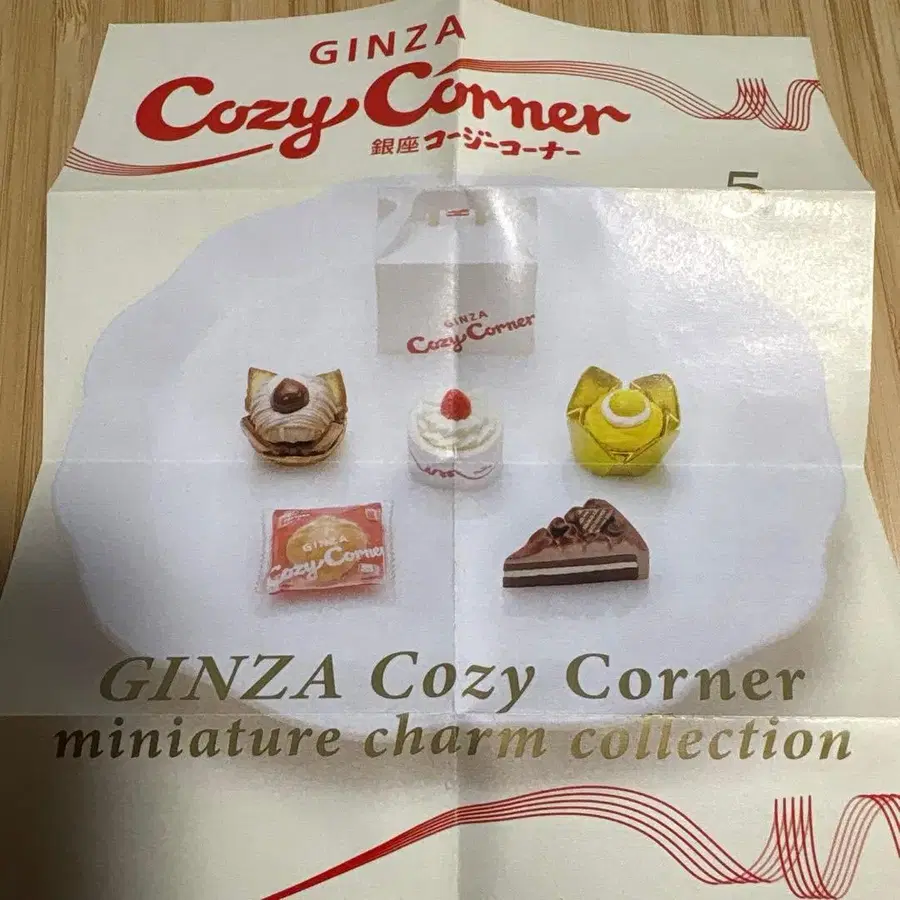 GINZA
Cozy Corner
銀座コージーコーナー
5 items
GINZA
Cozy Corner
GINZA
Cozy Corner
GINZA Cozy Corner
miniature charm collection